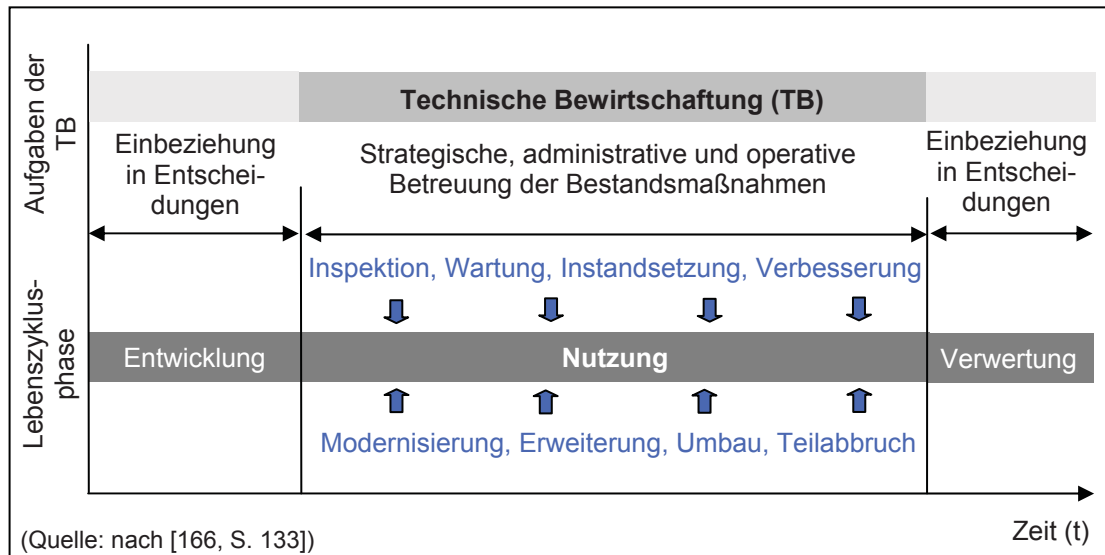 Aufgaben der
TB
Technische Bewirtschaftung (TB)
Einbeziehung
in Entschei-
dungen
Strategische, administrative und operative
Betreuung der Bestandsmaßnahmen
Einbeziehung
in Entschei-
dungen
Lebenszyklus-
phase
Inspektion, Wartung, Instandsetzung, Verbesserung
Entwicklung
Nutzung
Verwertung
Modernisierung, Erweiterung, Umbau, Teilabbruch
(Quelle: nach [166, S. 133])
Zeit (t)